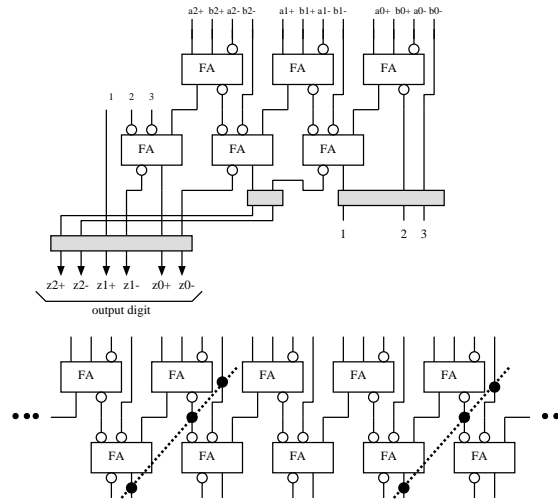 a2+ b2+ a2- b2- a1+ b1+ a1- b1- a0+ b0+ a0- b0-
FA FA FA
1 2 3
FA FA FA
1 2 3
z2+ z2- z1+ z1- z0+ z0-
output digit
FA FA FA FA FA
FA FA FA FA FA